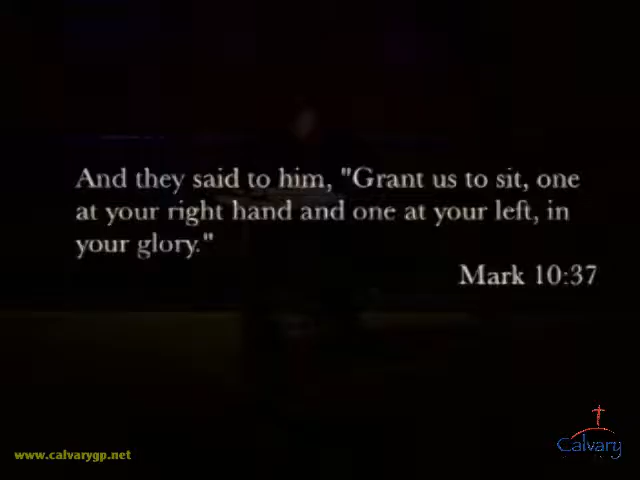 And they said to him, "Grant us to sit, one
at your right hand and one at your left, in
your glory."
Mark 10:37
www.calvarygp.net
Calvary